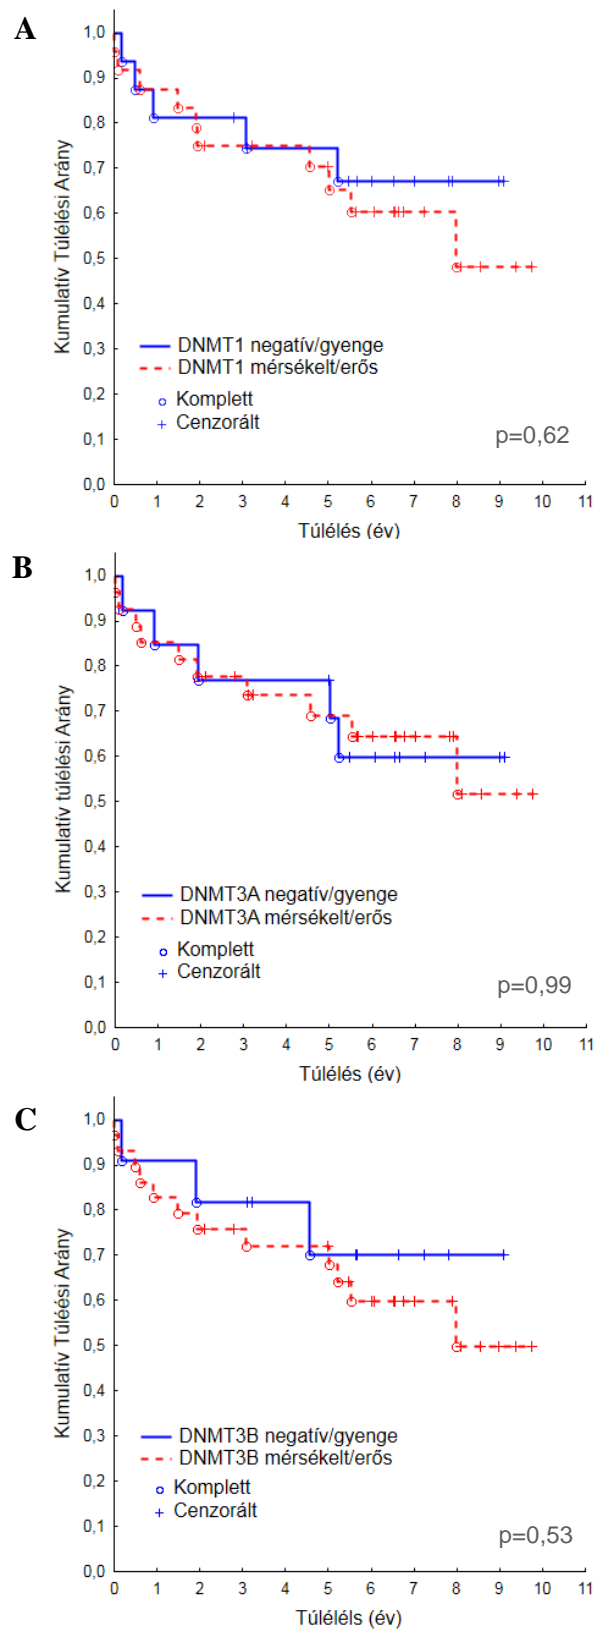 A
Kumulatív Túlélési Arány
1,0
0,9
0,8
0,7
0,6
0,5
0,4
0,3
0,2
0,1
0,0
DNMT1 negatív/gyenge
DNMT1 mérsékelt/erős
Komplett
Cenzorált
p=0,62
0 1 2 3 4 5 6 7 8 9 10 11
Túlélés (év)
B
Kumulatív túlélési Arány
1,0
0,9
0,8
0,7
0,6
0,5
0,4
0,3
0,2
0,1
0,0
DNMT3A negatív/gyenge
DNMT3A mérsékelt/erős
Komplett
Cenzorált
p=0,99
0 1 2 3 4 5 6 7 8 9 10 11
Túlélés (év)
C
Kumulatív Túléési Arány
1,0
0,9
0,8
0,7
0,6
0,5
0,4
0,3
0,2
0,1
0,0
DNMT3B negatív/gyenge
DNMT3B mérsékelt/erős
Komplett
Cenzorált
p=0,53
0 1 2 3 4 5 6 7 8 9 10 11
Túléléls (év)